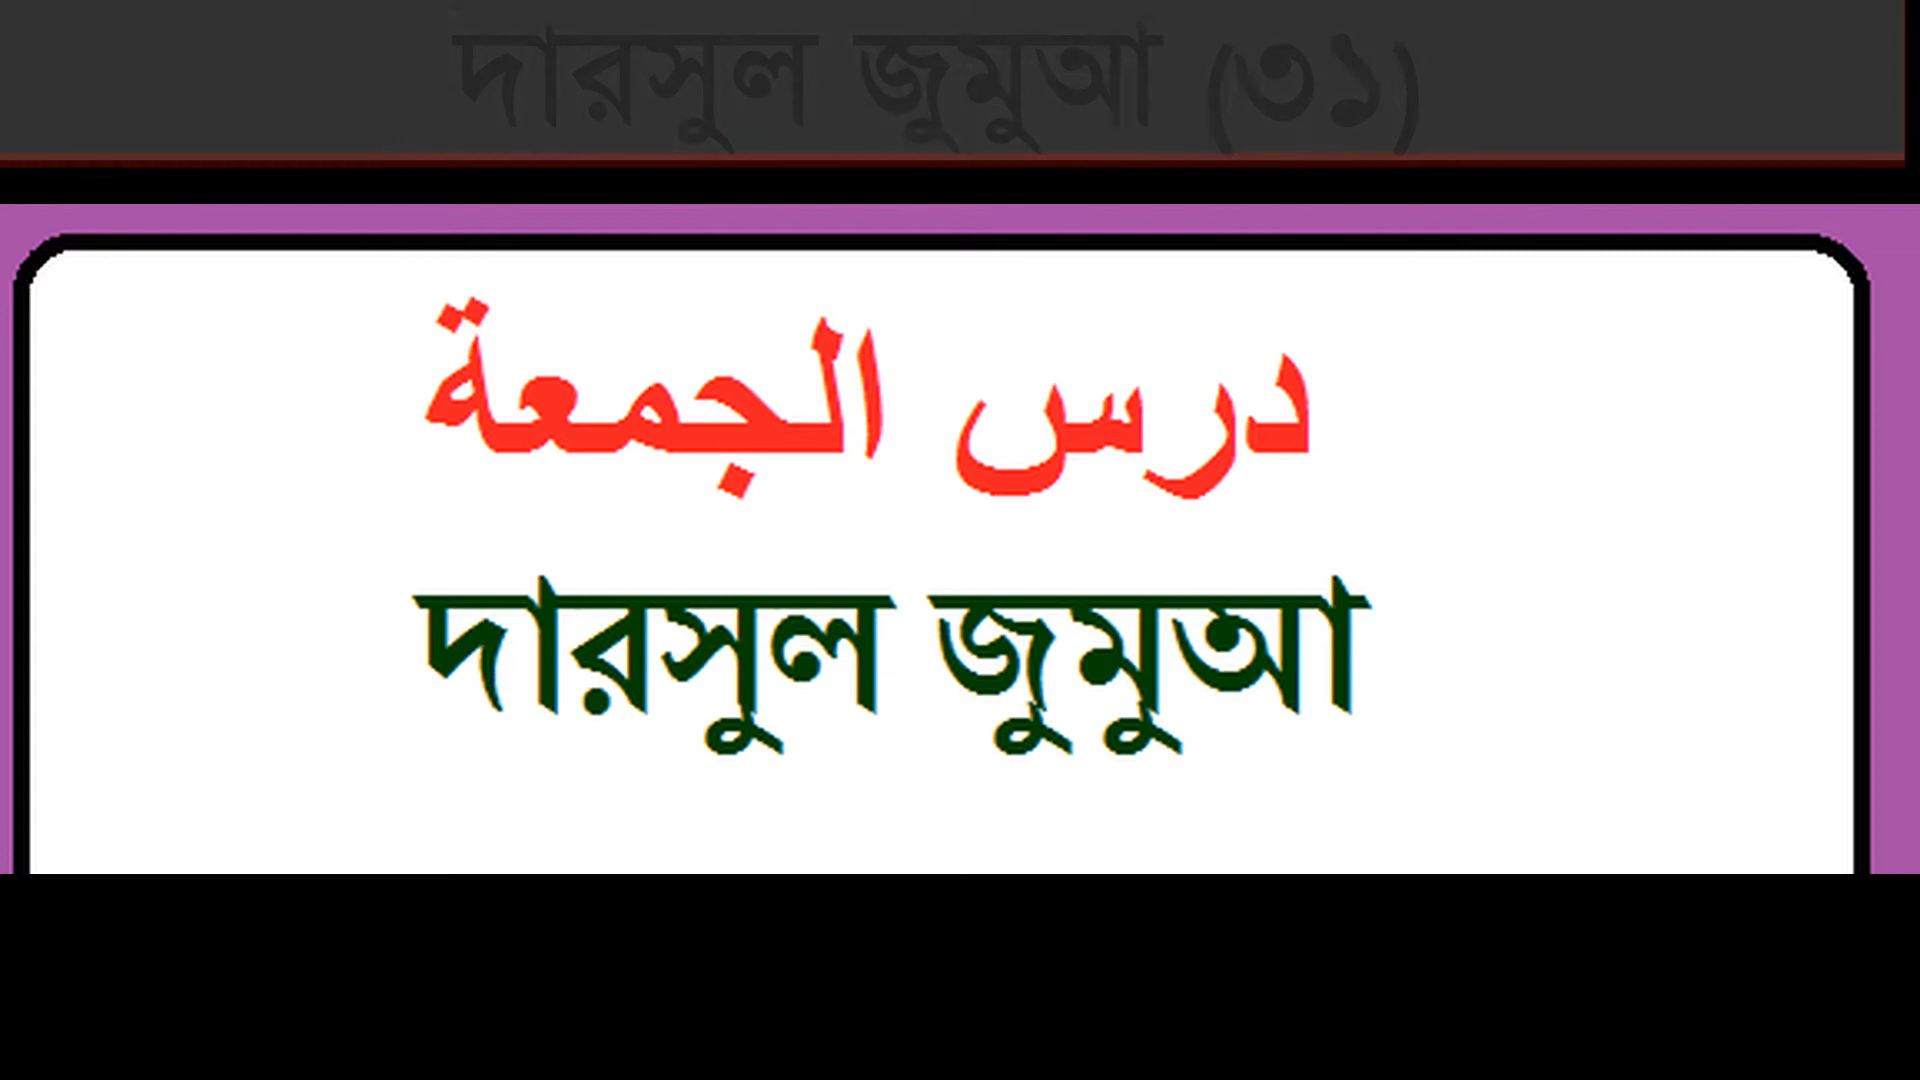 দারসুল জুমুআ (৩১)
درس الجمعة
দারসুল জুমুআ